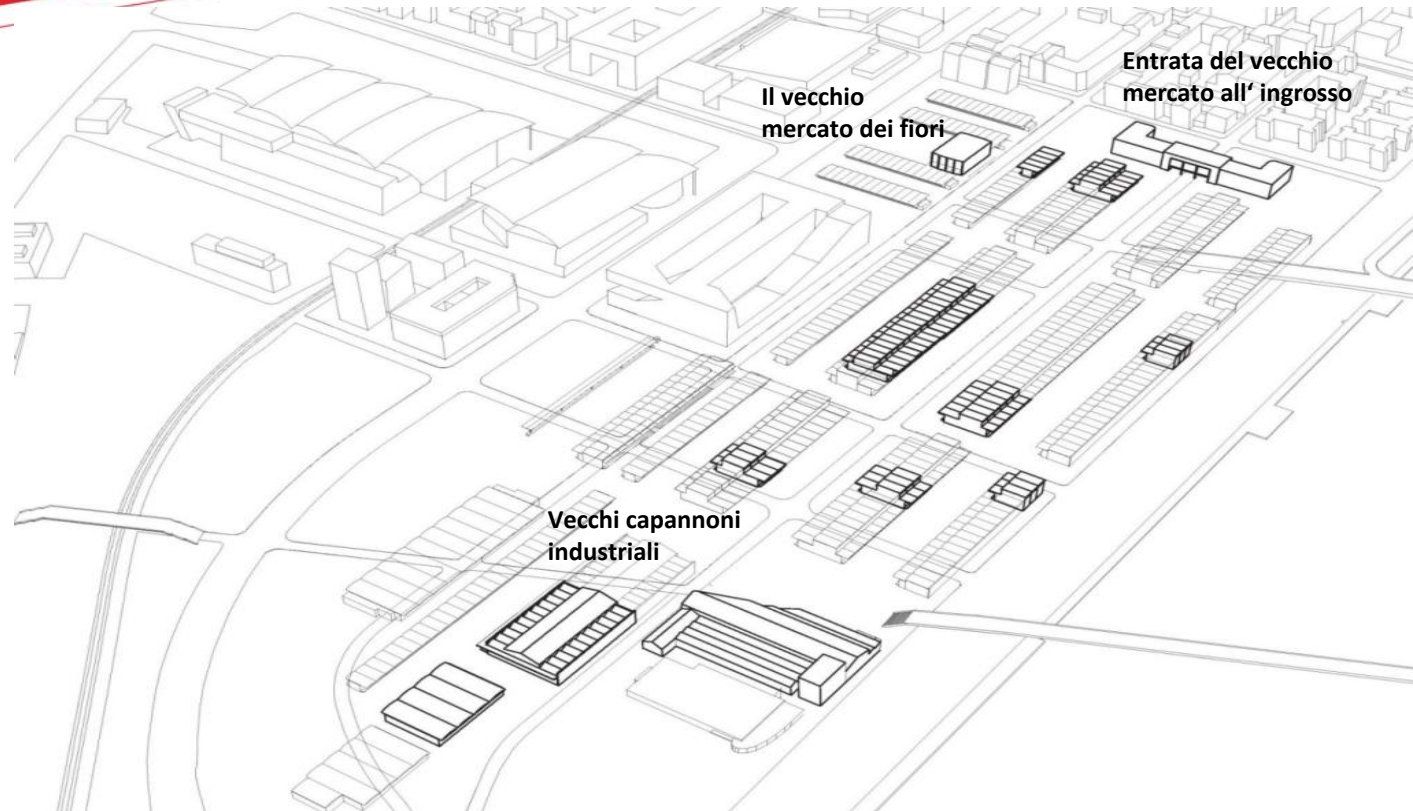 Entrata del vecchio
mercato all‘ ingrosso
Il vecchio
mercato dei fiori
Vecchi capannoni
industriali